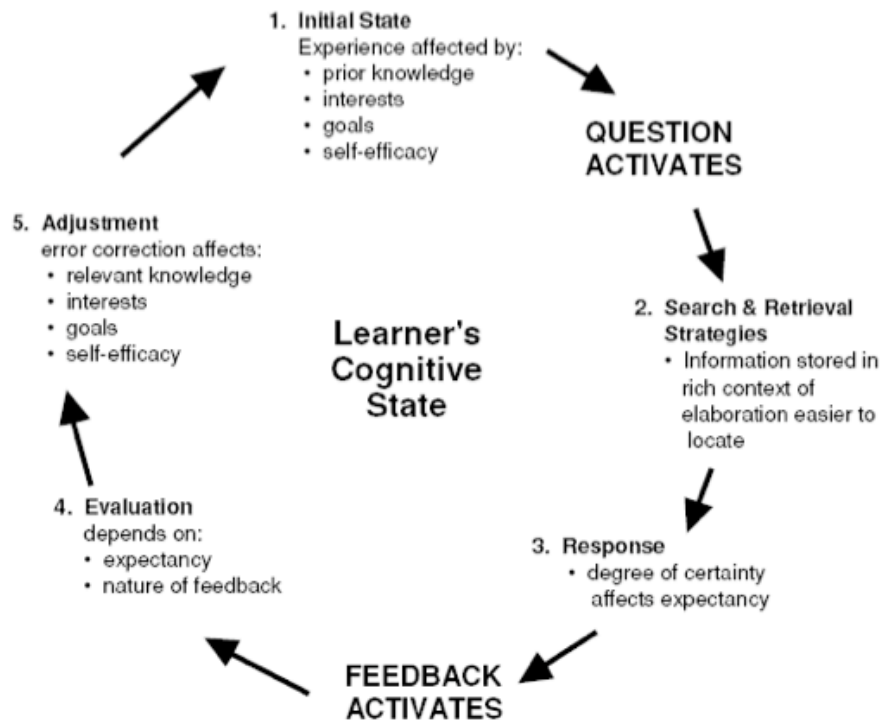 1. Initial State
Experience affected by:
• prior knowledge
• interests
• goals
• self-efficacy
QUESTION
ACTIVATES
2. Search & Retrieval
Strategies
• Information stored in
rich context of
elaboration easier to
locate
3. Response
• degree of certainty
affects expectancy
FEEDBACK
ACTIVATES
4. Evaluation
depends on:
• expectancy
• nature of feedback
5. Adjustment
error correction affects:
• relevant knowledge
• interests
• goals
• self-efficacy
Learner's
Cognitive
State